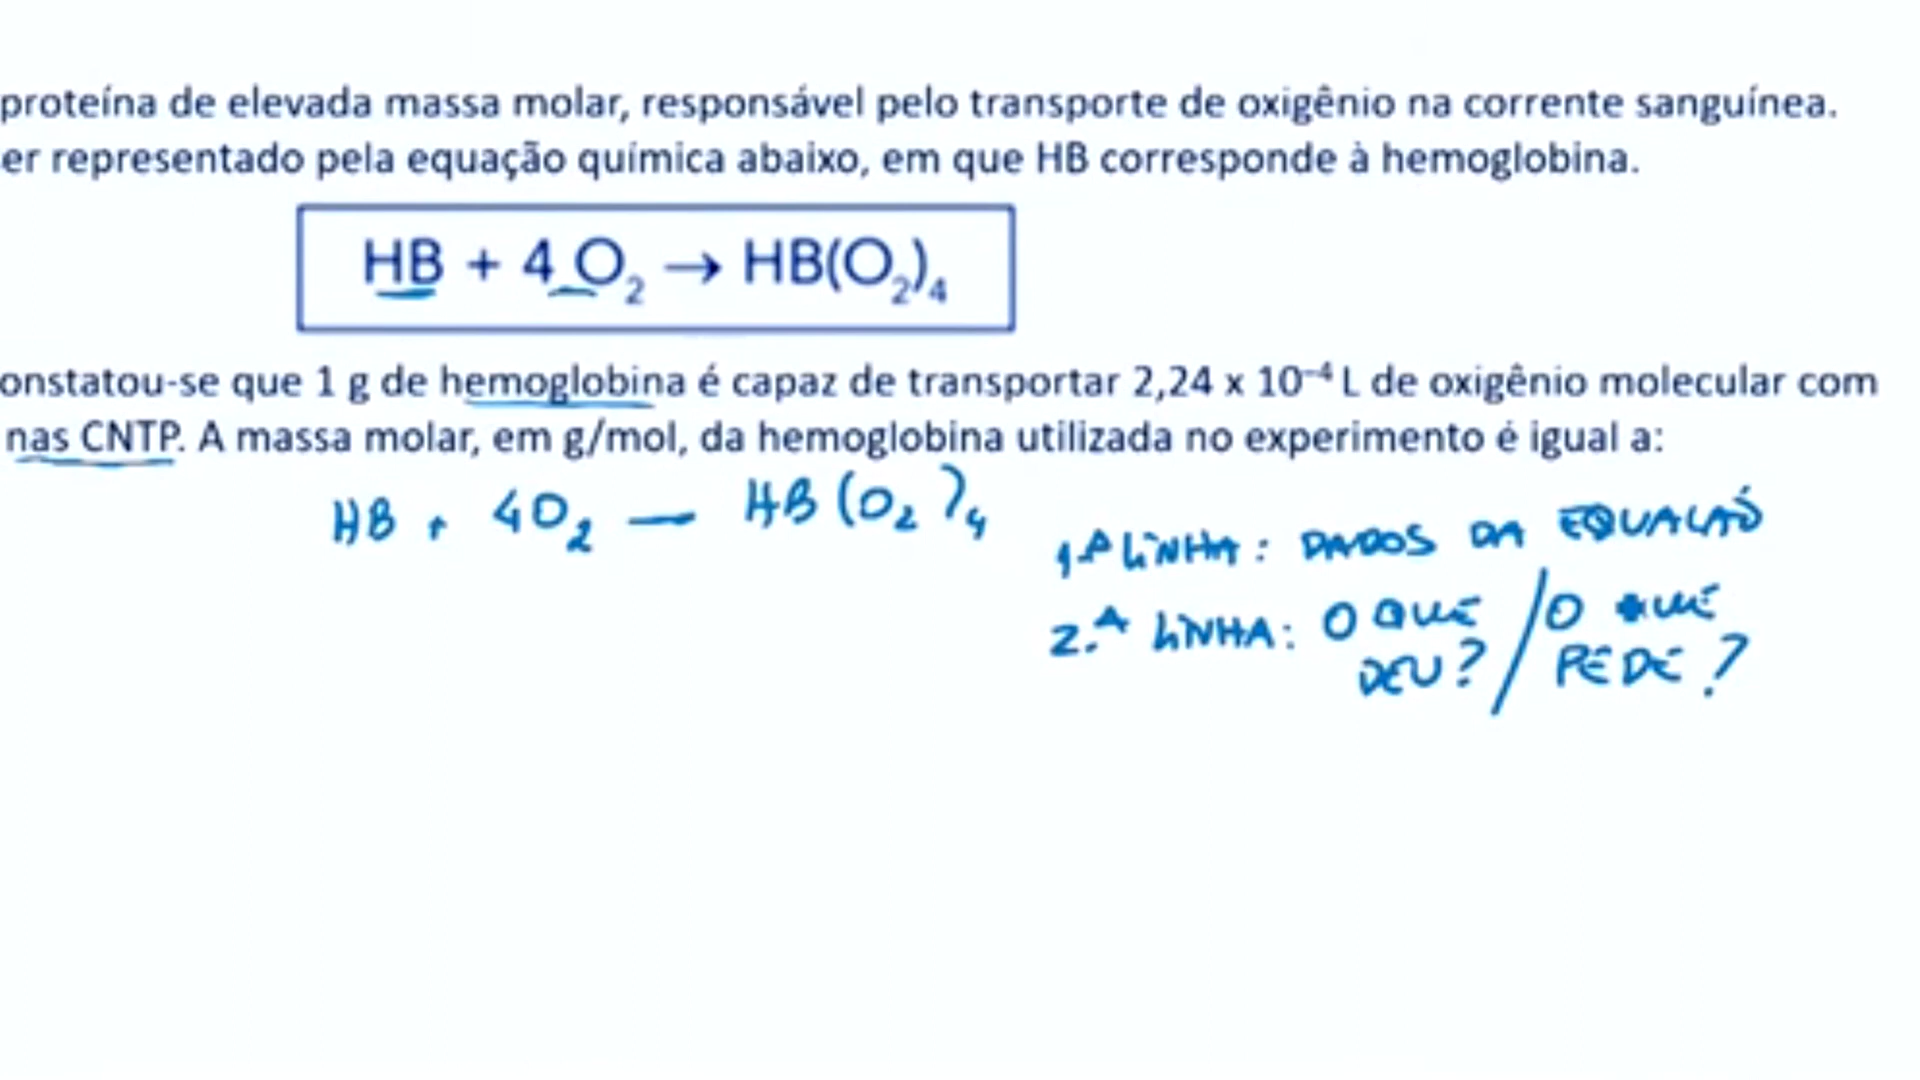 proteína de elevada massa molar, responsável pelo transporte de oxigênio na corrente sanguínea.
er representado pela equação química abaixo, em que HB corresponde à hemoglobina.
HB + 4 O₂ → HB(O₂)₄
onstatou-se que 1 g de hemoglobina é capaz de transportar 2,24 x 10⁻⁴ L de oxigênio molecular com
nas CNTP. A massa molar, em g/mol, da hemoglobina utilizada no experimento é igual a:
HB + 4O₂ — HB(O₂)₄
1.ª LINHA: DADOS DA EQUAÇÃO
2.ª LINHA: O QUE / O QUE
DEU? / PEDE?